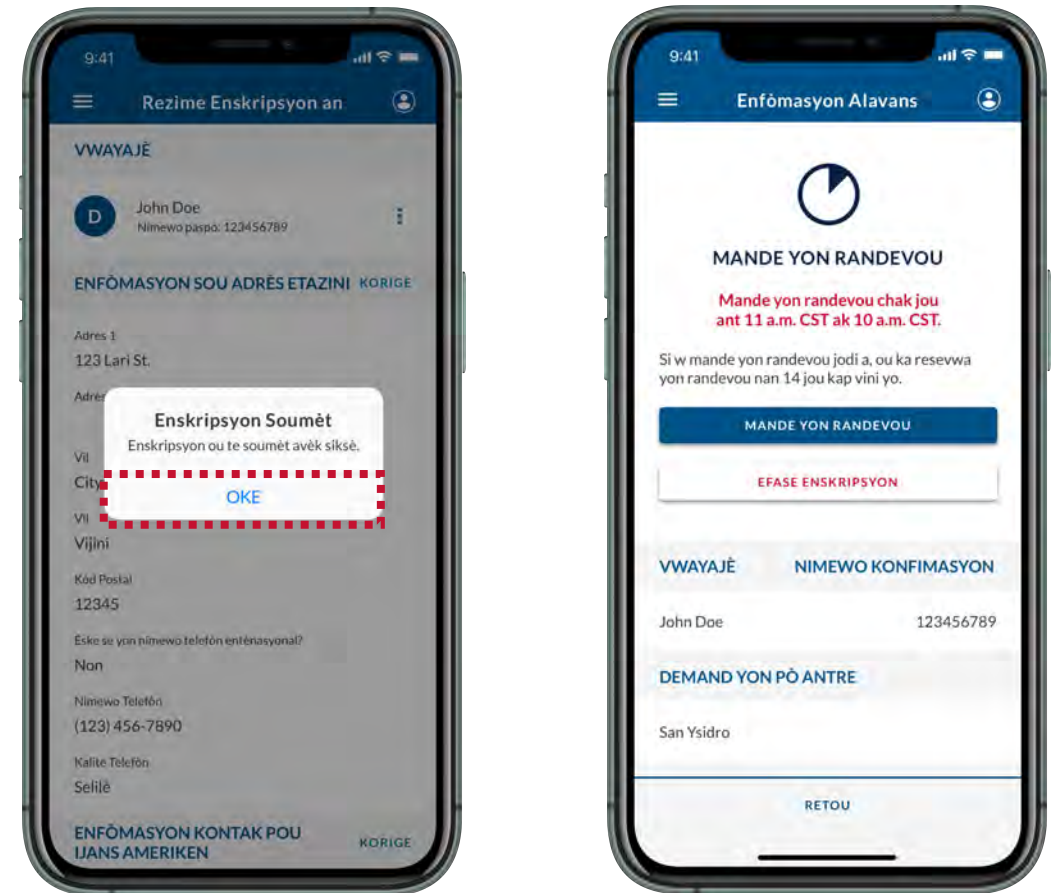 9:41
Rezime Enskripsyon an
VWAYAJÈ
D
John Doe
Nimewo paspò: 123456789
ENFÒMASYON SOU ADRÈS ETAZINI KORIGE
Adres 1
123 Lari St.
Adres
Enskripsyon Soumèt
Enskripsyon ou te soumèt avèk siksè.
OKE
Vil
City
Vil
Vijini
Kòd Postal
12345
Èske se yon nimewo telefòn entènasyonal?
Non
Nimewo Telefòn
(123) 456-7890
Kalite Telefòn
Selilè
ENFÒMASYON KONTAK POU
IJANS AMERIKEN
KORIGE
9:41
Enfòmasyon Alavans
MANDE YON RANDEVOU
Mande yon randevou chak jou
ant 11 a.m. CST ak 10 a.m. CST.
Si w mande yon randevou jodi a, ou ka resevwa
yon randevou nan 14 jou kap vini yo.
MANDE YON RANDEVOU
EFASE ENSKRIPSYON
VWAYAJÈ NIMEWO KONFIMASYON
John Doe 123456789
DEMAND YON PÒ ANTRE
San Ysidro
RETOU